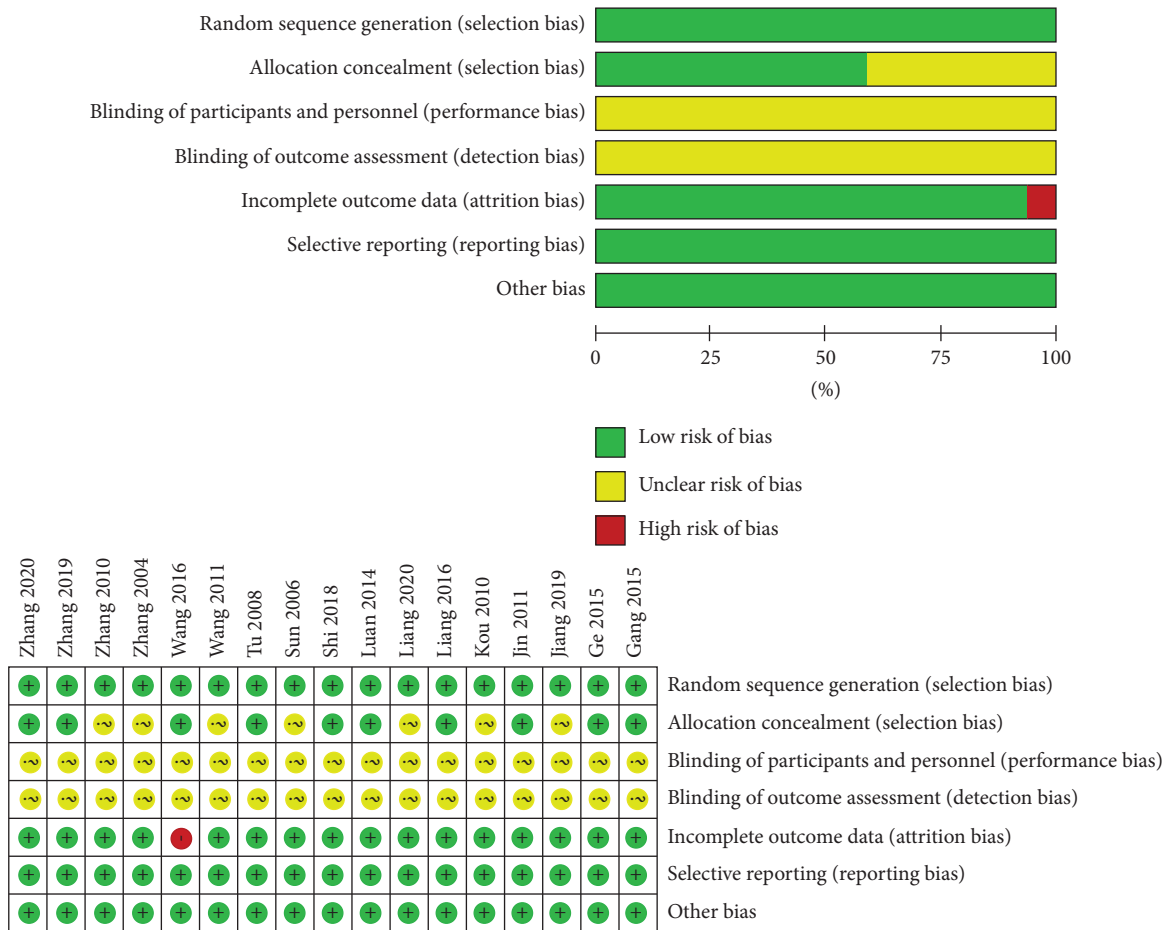 Random sequence generation (selection bias)
Allocation concealment (selection bias)
Blinding of participants and personnel (performance bias)
Blinding of outcome assessment (detection bias)
Incomplete outcome data (attrition bias)
Selective reporting (reporting bias)
Other bias
0 25 50 75 100
(%)
Low risk of bias
Unclear risk of bias
High risk of bias
Zhang 2020
Zhang 2019
Zhang 2010
Zhang 2004
Wang 2016
Wang 2011
Tu 2008
Sun 2006
Shi 2018
Luan 2014
Liang 2020
Liang 2016
Kou 2010
Jin 2011
Jiang 2019
Ge 2015
Gang 2015
+ + + + + + + + + + + + + + + + + Random sequence generation (selection bias)
+ + ? ? + ? + ? + + ? + ? + ? + + Allocation concealment (selection bias)
? ? ? ? ? ? ? ? ? ? ? ? ? ? ? ? ? Blinding of participants and personnel (performance bias)
? ? ? ? ? ? ? ? ? ? ? ? ? ? ? ? ? Blinding of outcome assessment (detection bias)
+ + + + - + + + + + + + + + + + + Incomplete outcome data (attrition bias)
+ + + + + + + + + + + + + + + + + Selective reporting (reporting bias)
+ + + + + + + + + + + + + + + + + Other bias